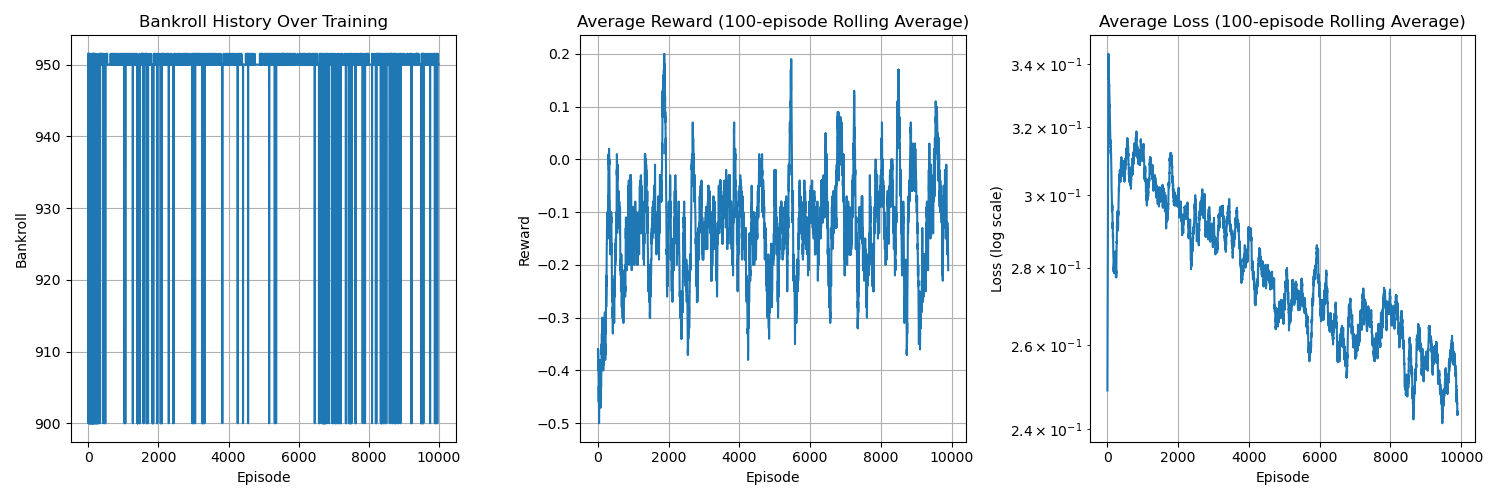 Bankroll History Over Training
Bankroll
950
940
930
920
910
900
0 2000 4000 6000 8000 10000
Episode
Average Reward (100-episode Rolling Average)
Reward
0.2
0.1
0.0
−0.1
−0.2
−0.3
−0.4
−0.5
0 2000 4000 6000 8000 10000
Episode
Average Loss (100-episode Rolling Average)
Loss (log scale)
3.4 × 10⁻¹
3.2 × 10⁻¹
3 × 10⁻¹
2.8 × 10⁻¹
2.6 × 10⁻¹
2.4 × 10⁻¹
0 2000 4000 6000 8000 10000
Episode